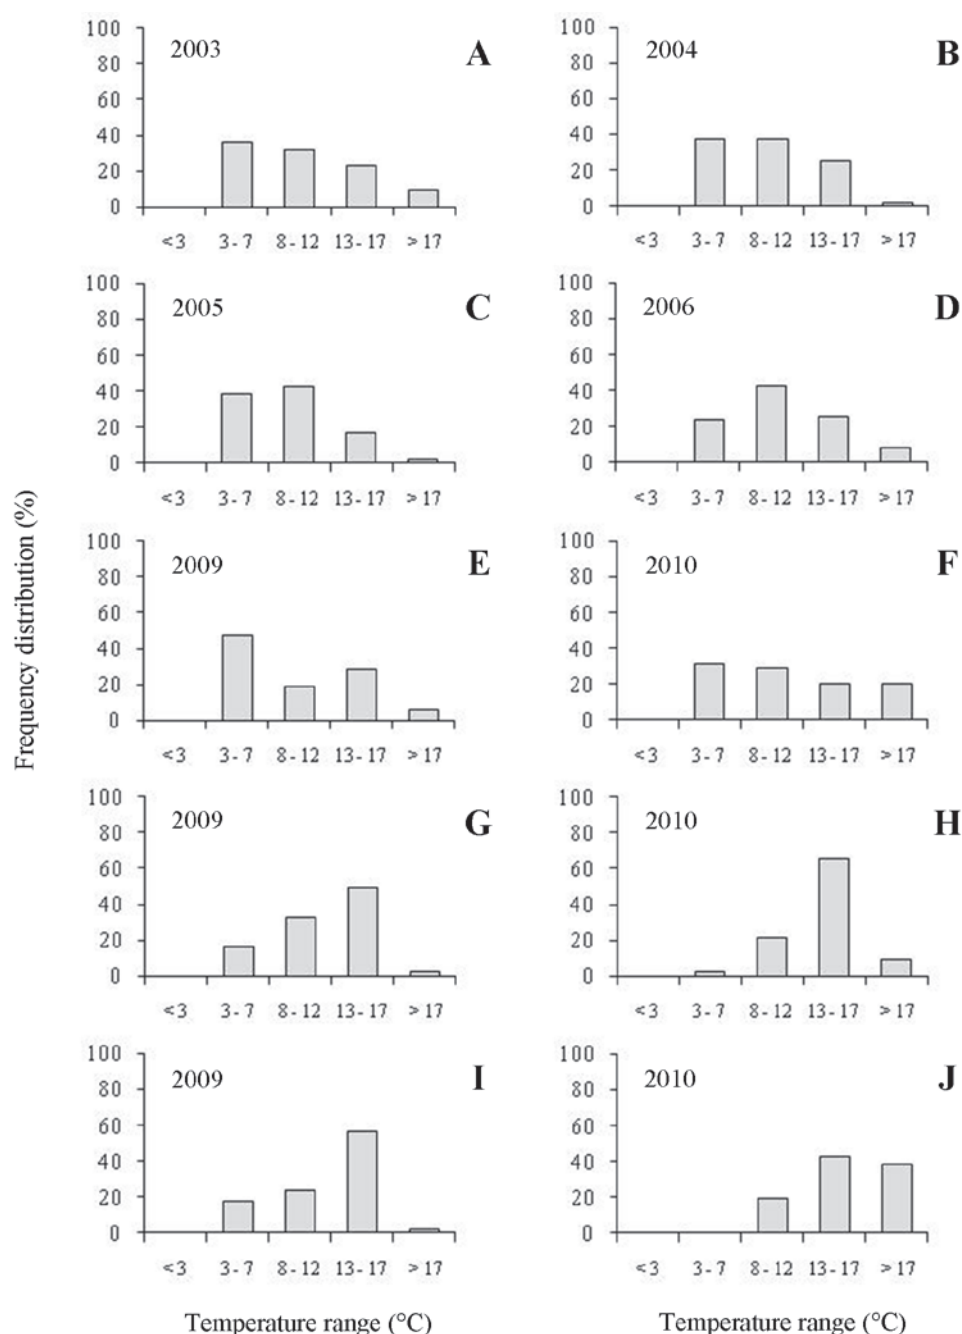 100 80 60 40 20 0
2003 A
<3 3 - 7 8 - 12 13 - 17 > 17
100 80 60 40 20 0
2004 B
<3 3 - 7 8 - 12 13 - 17 > 17
100 80 60 40 20 0
2005 C
<3 3 - 7 8 - 12 13 - 17 > 17
100 80 60 40 20 0
2006 D
<3 3 - 7 8 - 12 13 - 17 > 17
Frequency distribution (%)
100 80 60 40 20 0
2009 E
<3 3 - 7 8 - 12 13 - 17 > 17
100 80 60 40 20 0
2010 F
<3 3 - 7 8 - 12 13 - 17 > 17
100 80 60 40 20 0
2009 G
<3 3 - 7 8 - 12 13 - 17 > 17
100 80 60 40 20 0
2010 H
<3 3 - 7 8 - 12 13 - 17 > 17
100 80 60 40 20 0
2009 I
<3 3 - 7 8 - 12 13 - 17 > 17
100 80 60 40 20 0
2010 J
<3 3 - 7 8 - 12 13 - 17 > 17
Temperature range (°C)
Temperature range (°C)